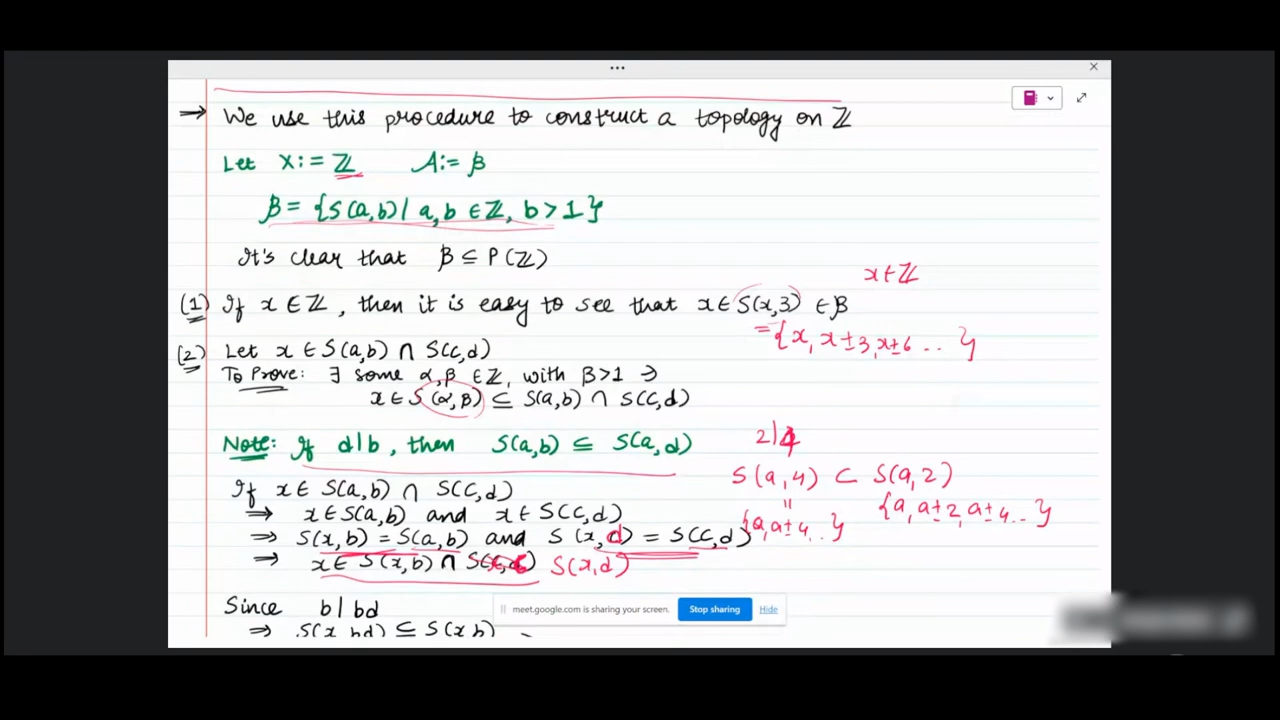 → We use this procedure to construct a topology on ℤ
Let X := ℤ A := β
β = {S(a,b) | a, b ∈ ℤ, b > 1}
It's clear that β ⊆ P(ℤ)
x ∈ ℤ
(1) If x ∈ ℤ, then it is easy to see that x ∈ S(x,3) ∈ β
= {x, x±3, x±6 .. }
(2) Let x ∈ S(a,b) ∩ S(c,d)
To Prove: ∃ some α,β ∈ ℤ, with β>1 ∋
x ∈ S(α,β) ⊆ S(a,b) ∩ S(c,d)
Note: If d|b, then S(a,b) ⊆ S(a,d)
2|4
S(a,4) ⊂ S(a,2)
If x ∈ S(a,b) ∩ S(c,d)
"
{a, a±2, a±4.. }
⇒ x ∈ S(a,b) and x ∈ S(c,d)
{a, a±4, .. }
⇒ S(x,b) = S(a,b) and S(x,d) = S(c,d)
⇒ x ∈ S(x,b) ∩ S(x,d)
Since b | bd
meet.google.com is sharing your screen. Stop sharing Hide
⇒ S(x,bd) ⊆ S(x,b)